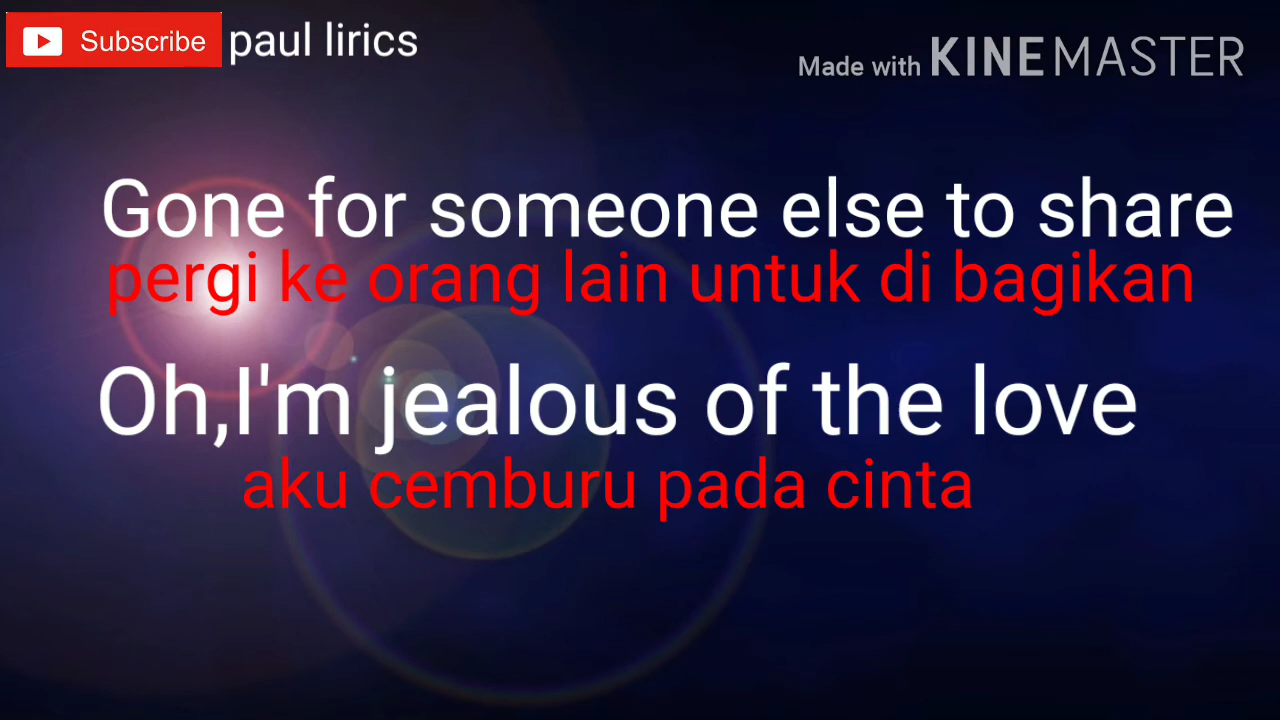 Subscribe paul lirics
Made with KINEMASTER
Gone for someone else to share
pergi ke orang lain untuk di bagikan
Oh,I'm jealous of the love
aku cemburu pada cinta